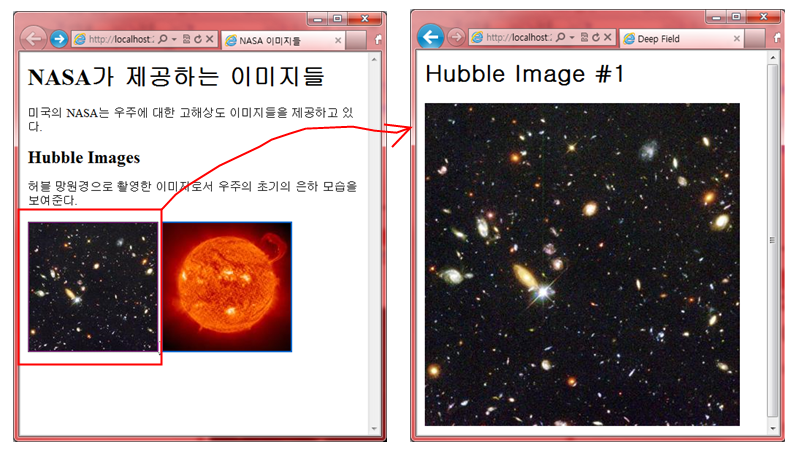 http://localhost:
NASA 이미지들
NASA가 제공하는 이미지들
미국의 NASA는 우주에 대한 고해상도 이미지들을 제공하고 있
다.
Hubble Images
허블 망원경으로 촬영한 이미지로서 우주의 초기의 은하 모습을
보여준다.
http://localhost:
Deep Field
Hubble Image #1